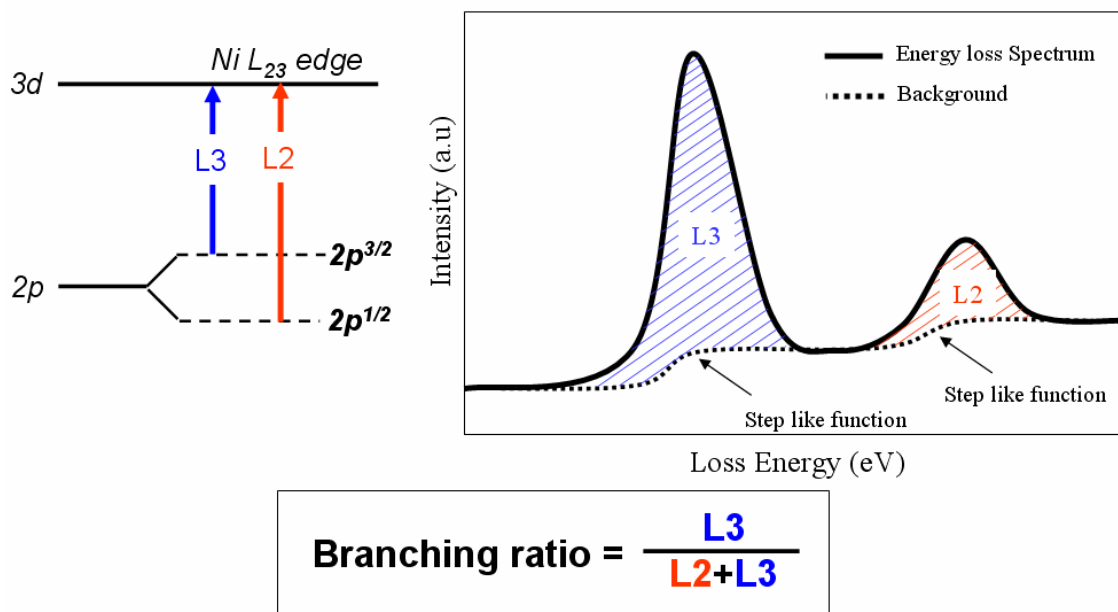 Ni L23 edge
3d
L3
L2
2p3/2
2p
2p1/2
Energy loss Spectrum
Background
Intensity (a.u)
L3
L2
Step like function
Step like function
Loss Energy (eV)
Branching ratio = L3
L2+L3